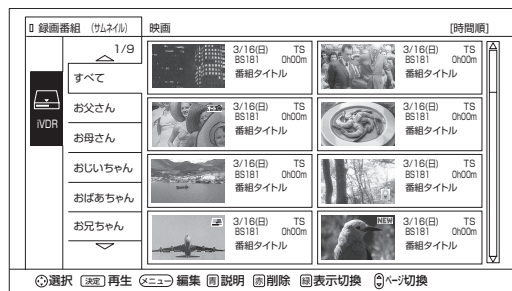 録画番組 (サムネイル) 映画 [時間順]
1/9
iVDR
すべて
お父さん
お母さん
おじいちゃん
おばあちゃん
お兄ちゃん
3/16(日) TS
BS181 0h00m
番組タイトル
3/16(日) TS
BS181 0h00m
番組タイトル
3/16(日) TS
BS181 0h00m
番組タイトル
3/16(日) TS
BS181 0h00m
番組タイトル
3/16(日) TS
BS181 0h00m
番組タイトル
3/16(日) TS
BS181 0h00m
番組タイトル
3/16(日) TS
BS181 0h00m
番組タイトル
NEW
3/16(日) TS
BS181 0h00m
番組タイトル
選択 決定 再生 メニュー 編集 青 説明 赤 削除 緑 表示切換 ページ切換